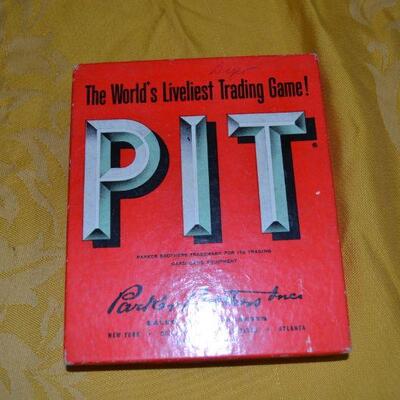 The World's Liveliest Trading Game!
PIT®
PARKER BROTHERS TRADEMARK FOR ITS TRADING
CARD GAME EQUIPMENT
Parker Brothers Inc.
NEW YORK • • ATLANTA